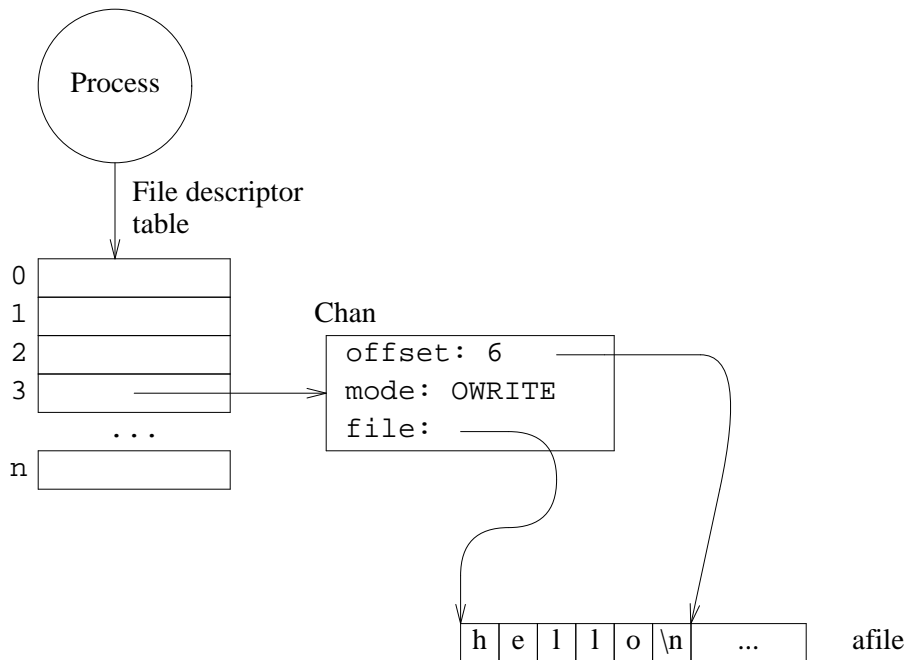 Process
File descriptor
table
0
1
2
3
...
n
Chan
offset: 6
mode: OWRITE
file:
h e l l o \n ... afile